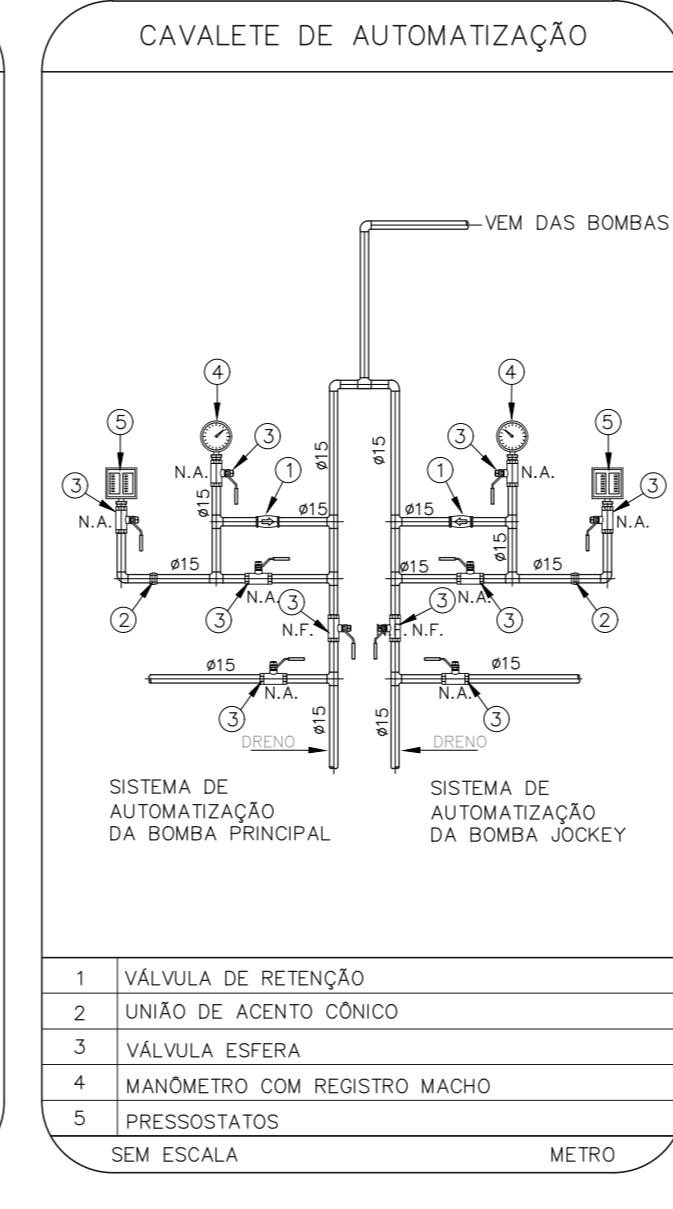 CAVALETE DE AUTOMATIZAÇÃO
VEM DAS BOMBAS
4
4
5
3
3
5
N.A.
N.A.
3
1
1
3
Ø15
Ø15
Ø15
N.A.
Ø15
Ø15
N.A.
Ø15
Ø15
Ø15
Ø15
Ø15
2
3
N.A.
3
3
N.A.
3
2
N.F.
N.F.
Ø15
Ø15
3
N.A.
N.A.
3
Ø15
Ø15
DRENO
DRENO
SISTEMA DE
AUTOMATIZAÇÃO
DA BOMBA PRINCIPAL
SISTEMA DE
AUTOMATIZAÇÃO
DA BOMBA JOCKEY
1 VÁLVULA DE RETENÇÃO
2 UNIÃO DE ACENTO CÔNICO
3 VÁLVULA ESFERA
4 MANÔMETRO COM REGISTRO MACHO
5 PRESSOSTATOS
SEM ESCALA METRO